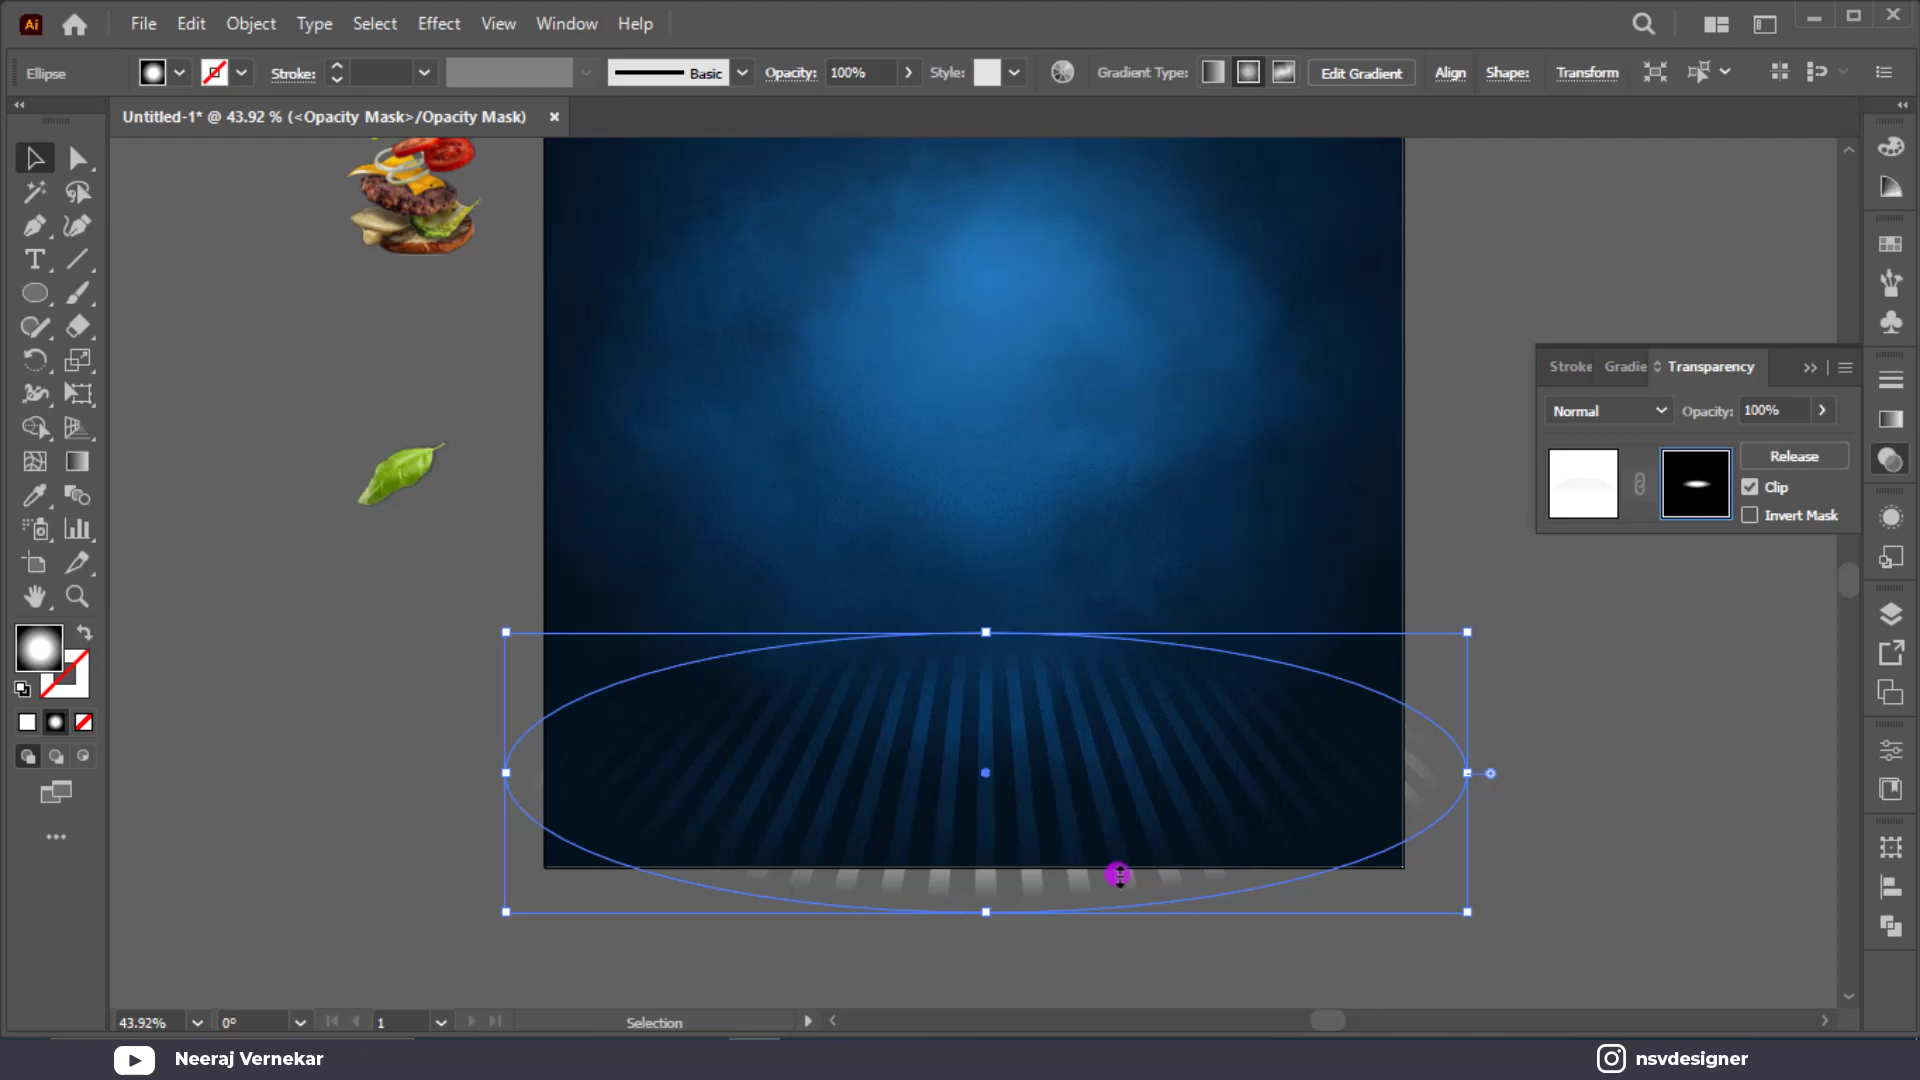 Ai File Edit Object Type Select Effect View Window Help
Ellipse Stroke: Basic Opacity: 100% Style: Gradient Type: Edit Gradient Align Shape: Transform
Untitled-1* @ 43.92 % (<Opacity Mask>/Opacity Mask)
Stroke Gradie Transparency
Normal Opacity: 100%
Release
Clip
Invert Mask
43.92% 0° 1 Selection
Neeraj Vernekar nsvdesigner